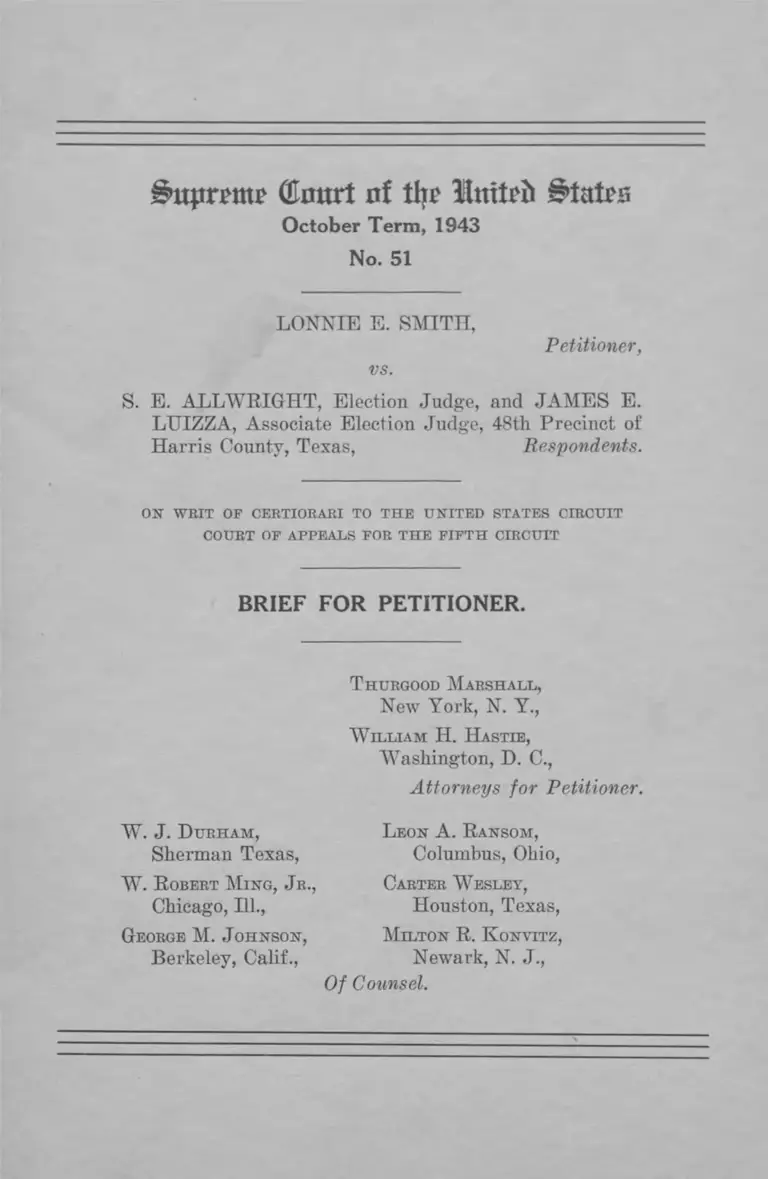 Supreme Court of the United States
October Term, 1943
No. 51
LONNIE E. SMITH,
Petitioner,
vs.
S. E. ALLWRIGHT, Election Judge, and JAMES E.
LUIZZA, Associate Election Judge, 48th Precinct of
Harris County, Texas, Respondents.
ON WRIT OF CERTIORARI TO THE UNITED STATES CIRCUIT
COURT OF APPEALS FOR THE FIFTH CIRCUIT
BRIEF FOR PETITIONER.
THURGOOD MARSHALL,
New York, N. Y.,
WILLIAM H. HASTIE,
Washington, D. C.,
Attorneys for Petitioner.
W. J. DURHAM,
Sherman Texas,
W. ROBERT MING, JR.,
Chicago, Ill.,
GEORGE M. JOHNSON,
Berkeley, Calif.,
LEON A. RANSOM,
Columbus, Ohio,
CARTER WESLEY,
Houston, Texas,
MILTON R. KONVITZ,
Newark, N. J.,
Of Counsel.